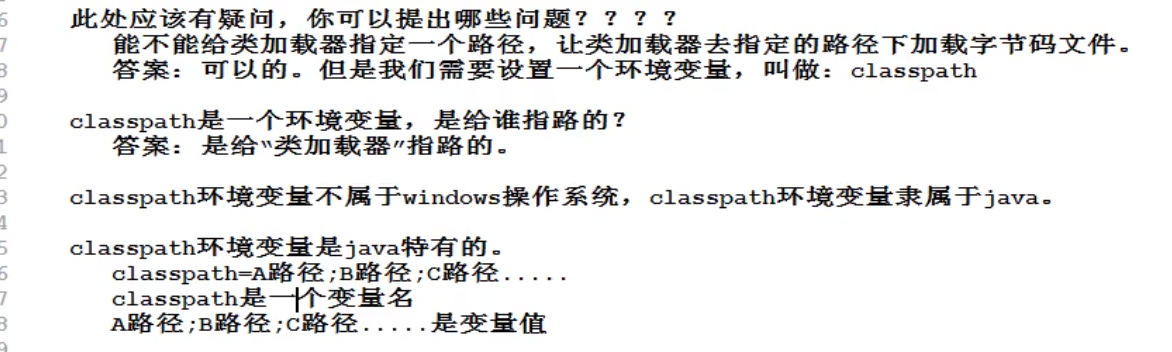 6 此处应该有疑问，你可以提出哪些问题？？？？
7 能不能给类加载器指定一个路径，让类加载器去指定的路径下加载字节码文件。
8 答案：可以的。但是我们需要设置一个环境变量，叫做：classpath
9
0 classpath是一个环境变量，是给谁指路的？
1 答案：是给“类加载器”指路的。
2
3 classpath环境变量不属于windows操作系统，classpath环境变量隶属于java。
4
5 classpath环境变量是java特有的。
6 classpath=A路径;B路径;C路径.....
7 classpath是一个变量名
8 A路径;B路径;C路径.....是变量值
9